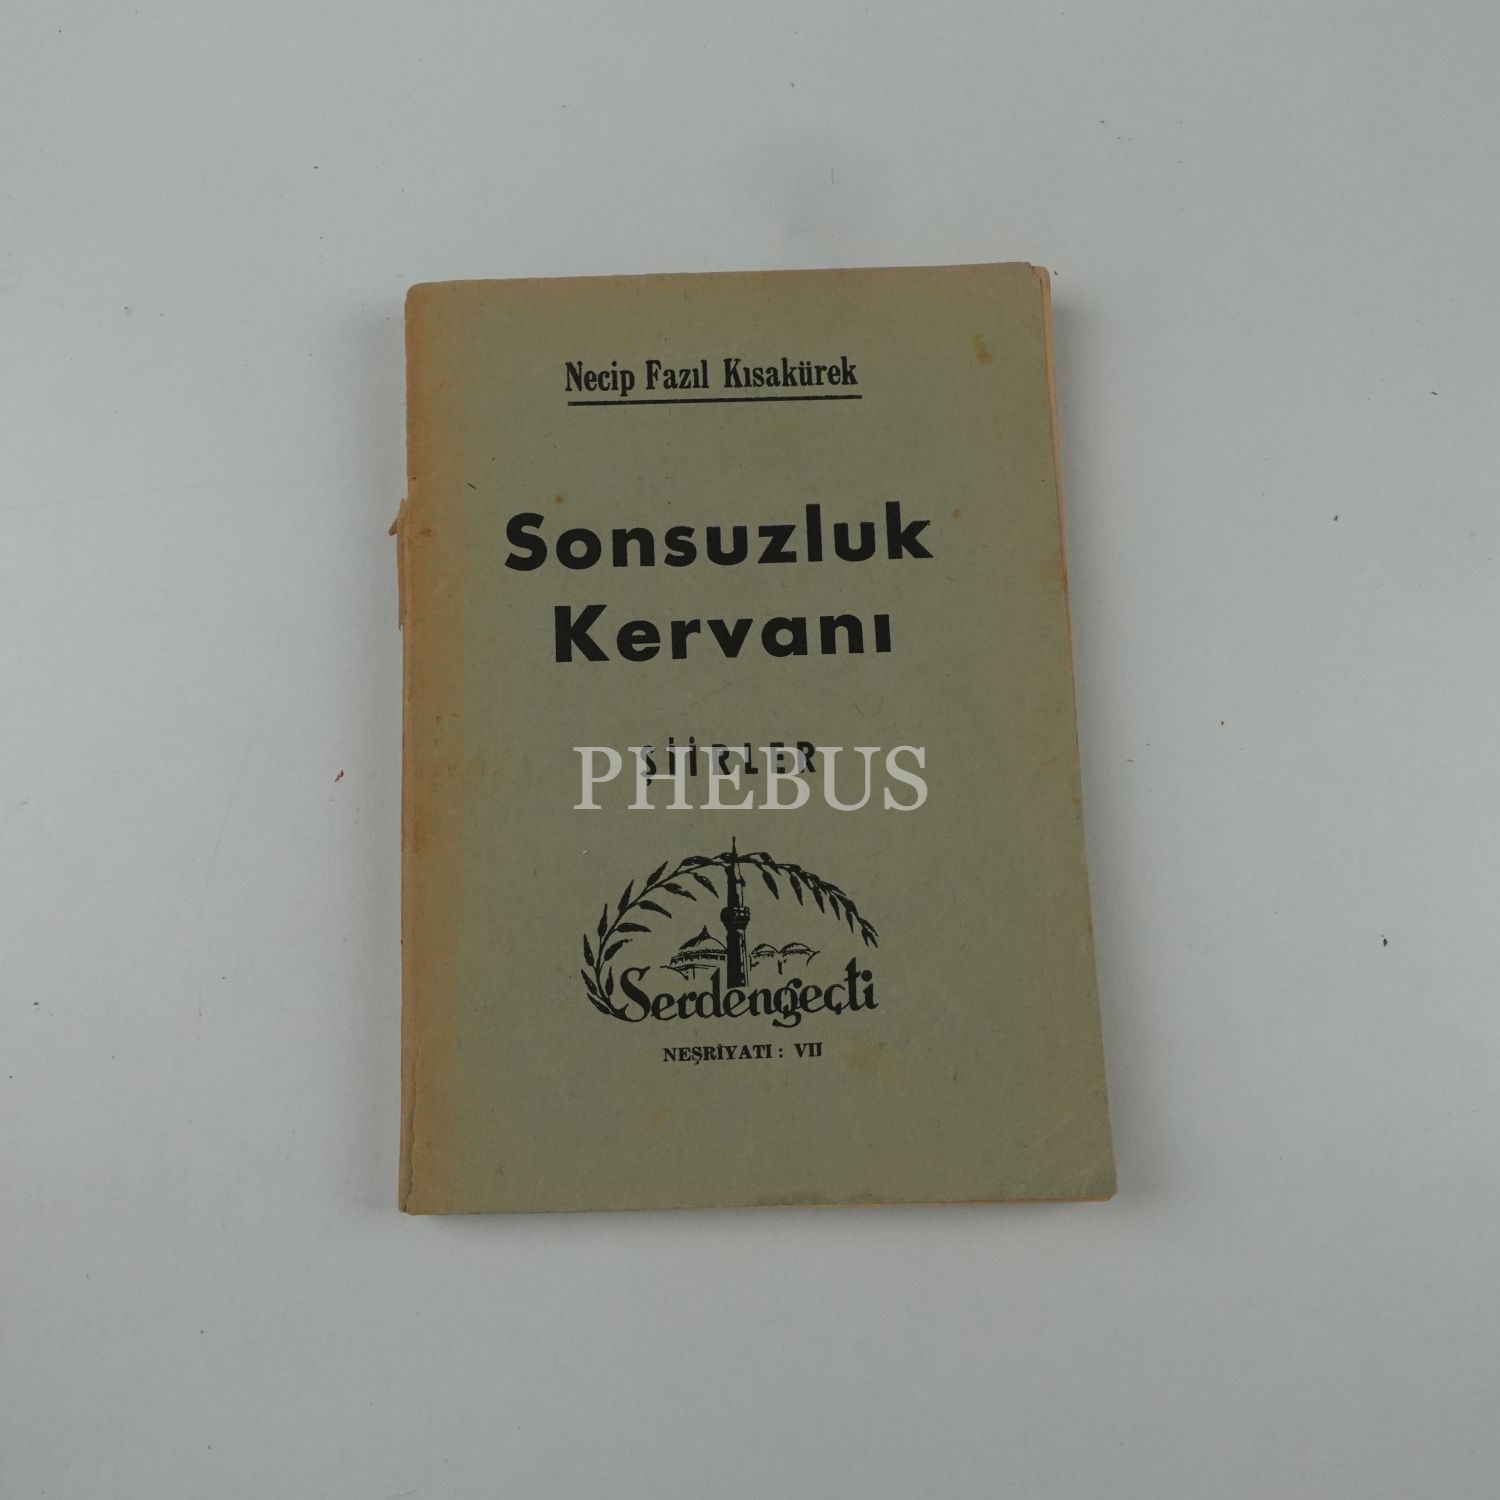 Necip Fazıl Kısakürek
Sonsuzluk
Kervanı
ŞİİRLER
PHEBUS
Serdengeçti
NEŞRİYATI : VII